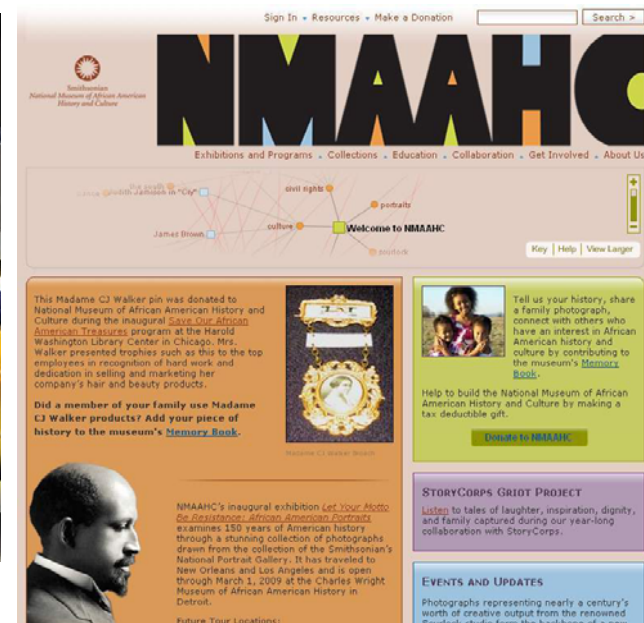 Sign In Resources Make a Donation
Search >
NMAAHC
Smithsonian
National Museum of African American
History and Culture
Exhibitions and Programs Collections Education Collaboration Get Involved About Us
civil rights
portraits
Judith Jamison in "Cry"
culture
Welcome to NMAAHC
James Brown
scurlock
+
-
Key | Help | View Larger
This Madame CJ Walker pin was donated to
National Museum of African American History and
Culture during the inaugural Save Our African
American Treasures program at the Harold
Washington Library Center in Chicago. Mrs.
Walker presented trophies such as this to the top
employees in recognition of hard work and
dedication in selling and marketing her
company's hair and beauty products.
Did a member of your family use Madame
CJ Walker products? Add your piece of
history to the museum's Memory Book.
Madame CJ Walker Broach
NMAAHC's inaugural exhibition Let Your Motto
Be Resistance: African American Portraits
examines 150 years of American history
through a stunning collection of photographs
drawn from the collection of the Smithsonian's
National Portrait Gallery. It has traveled to
New Orleans and Los Angeles and is open
through March 1, 2009 at the Charles Wright
Museum of African American History in
Detroit.
Future Tour Locations:
Tell us your history, share
a family photograph,
connect with others who
have an interest in African
American history and
culture by contributing to
the museum's Memory
Book.
Help to build the National Museum of African
American History and Culture by making a
tax deductible gift.
Donate to NMAAHC
StoryCorps Griot Project
Listen to tales of laughter, inspiration, dignity,
and family captured during our year-long
collaboration with StoryCorps.
Events and Updates
Photographs representing nearly a century's
worth of creative output from the renowned